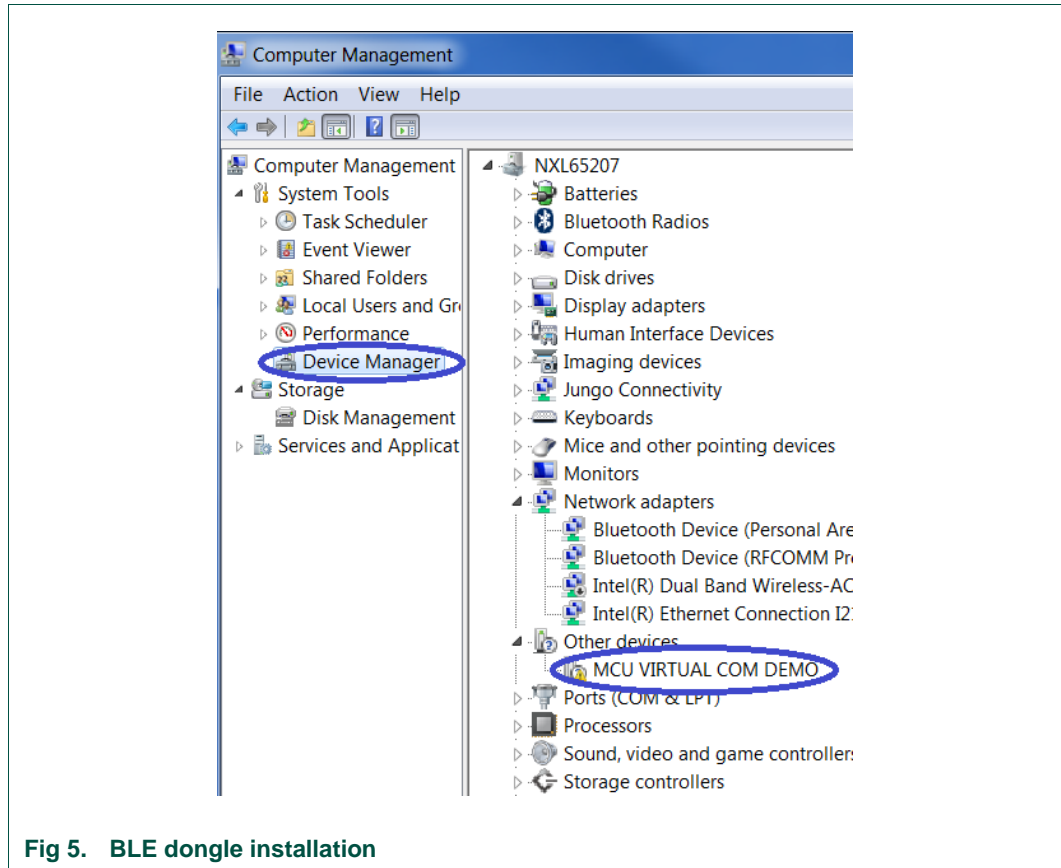 Computer Management
File Action View Help
Computer Management
System Tools
Task Scheduler
Event Viewer
Shared Folders
Local Users and Gr
Performance
Device Manager
Storage
Disk Management
Services and Applicat
NXL65207
Batteries
Bluetooth Radios
Computer
Disk drives
Display adapters
Human Interface Devices
Imaging devices
Jungo Connectivity
Keyboards
Mice and other pointing devices
Monitors
Network adapters
Bluetooth Device (Personal Are
Bluetooth Device (RFCOMM Pr
Intel(R) Dual Band Wireless-AC
Intel(R) Ethernet Connection I2
Other devices
MCU VIRTUAL COM DEMO
Ports (COM & LPT)
Processors
Sound, video and game controller
Storage controllers
Fig 5. BLE dongle installation